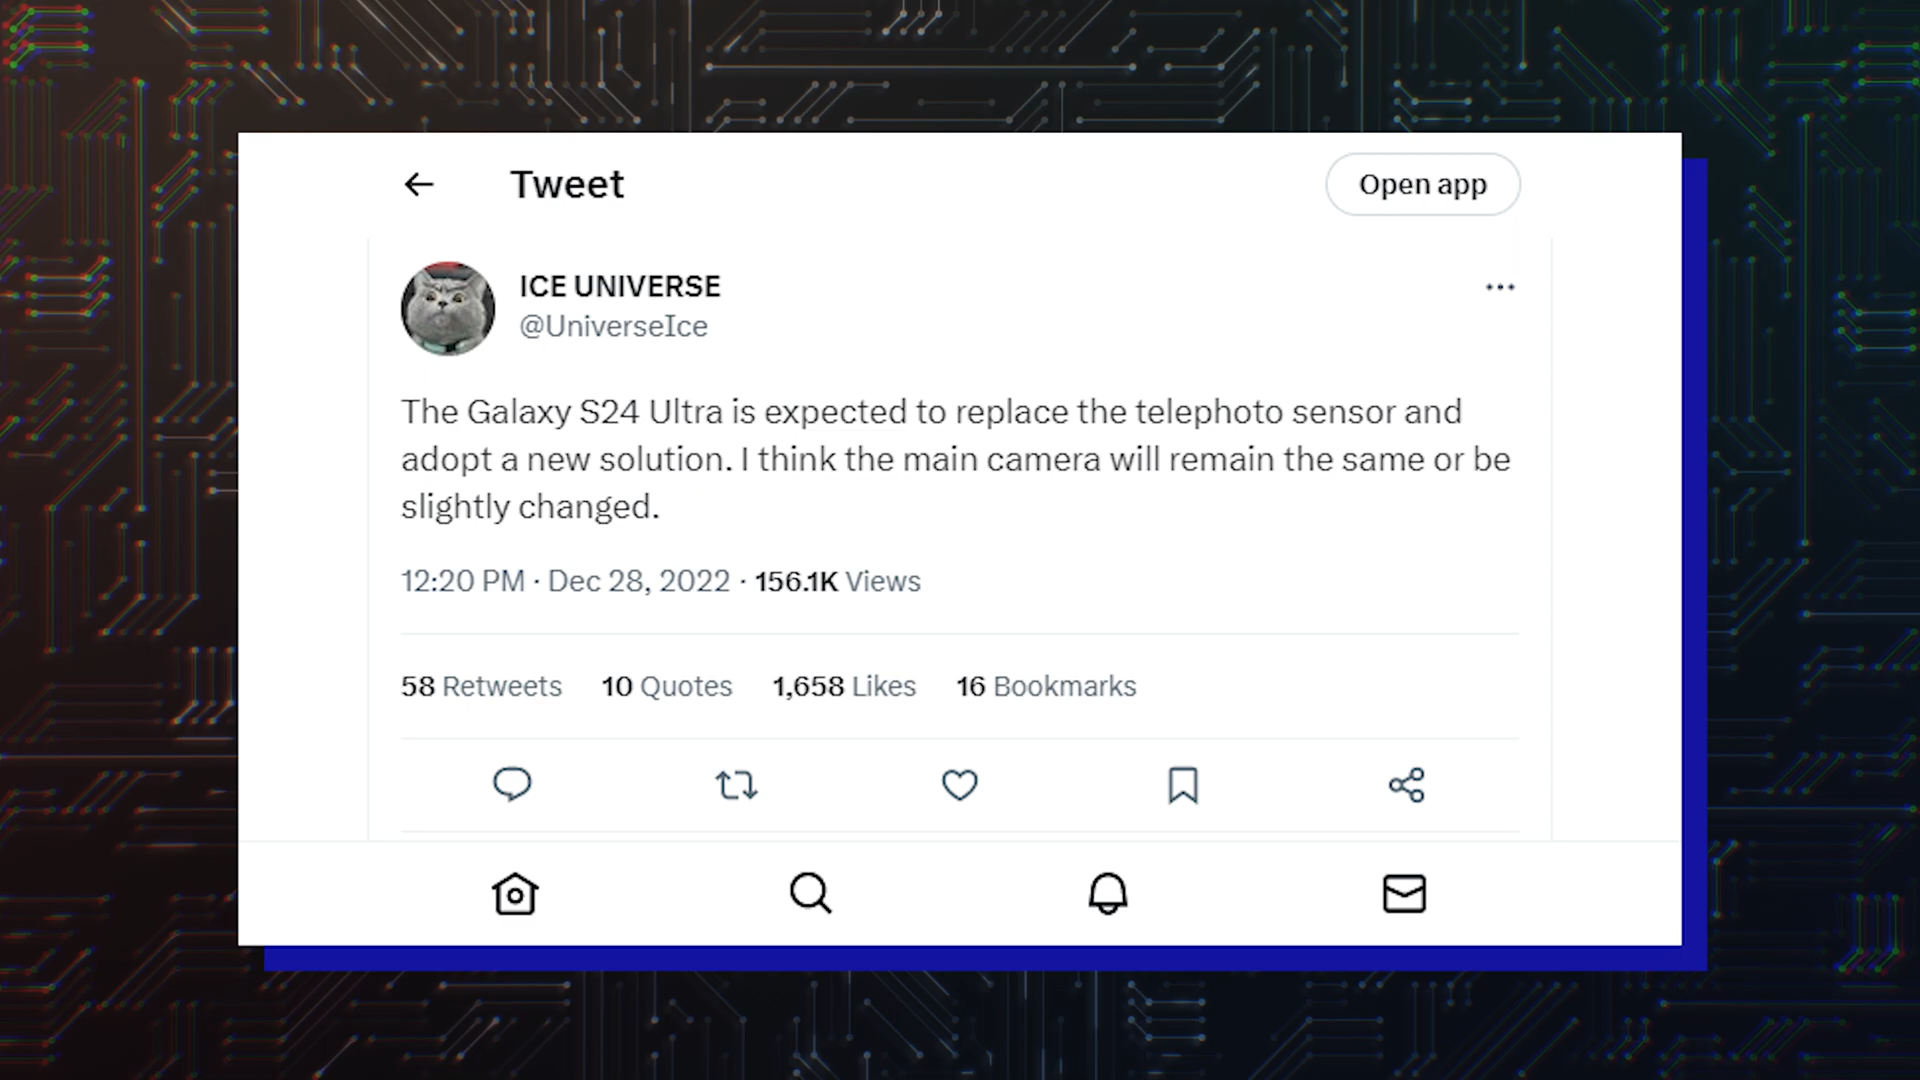 Tweet
Open app
ICE UNIVERSE
@UniverseIce
The Galaxy S24 Ultra is expected to replace the telephoto sensor and
adopt a new solution. I think the main camera will remain the same or be
slightly changed.
12:20 PM · Dec 28, 2022 · 156.1K Views
58 Retweets 10 Quotes 1,658 Likes 16 Bookmarks